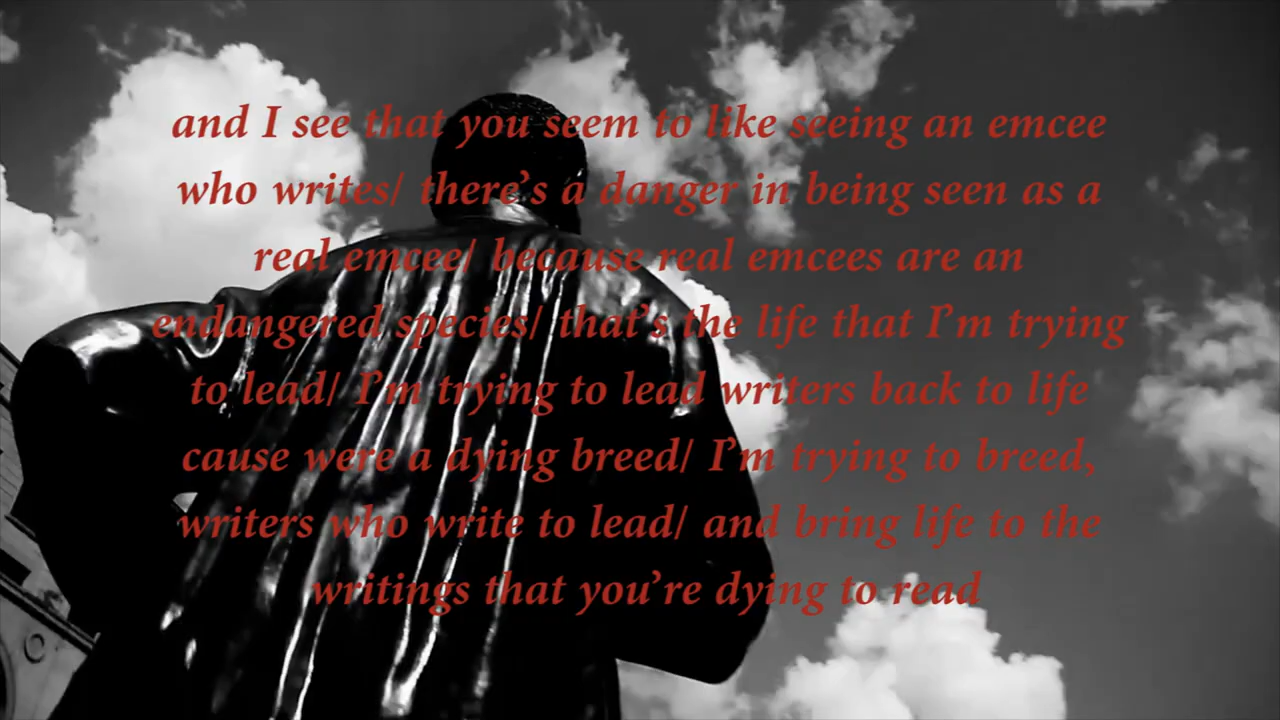 and I see that you seem to like seeing an emcee
who writes/ there's a danger in being seen as a
real emcee/ because real emcees are an
endangered species/ that's the life that I'm trying
to lead/ I'm trying to lead writers back to life
cause were a dying breed/ I'm trying to breed,
writers who write to lead/ and bring life to the
writings that you're dying to read